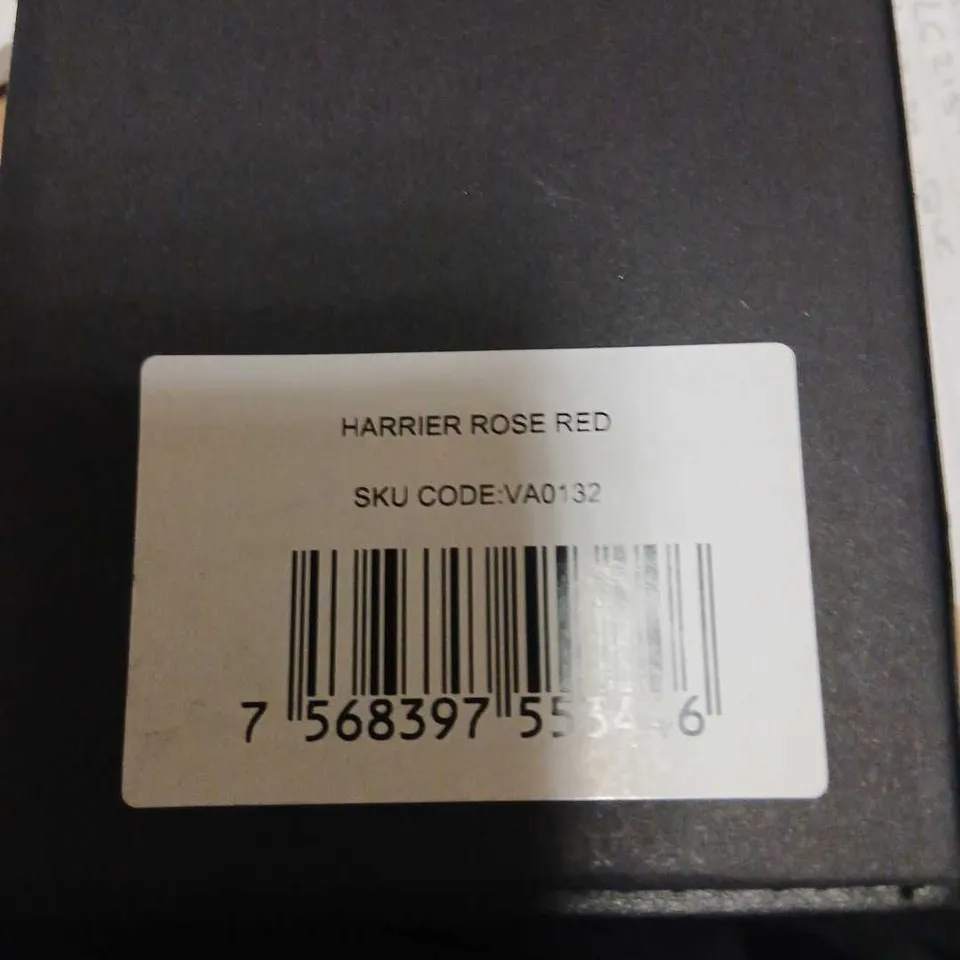 HARRIER ROSE RED
SKU CODE:VA0132
7 568397